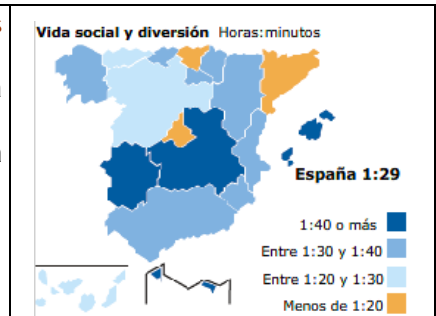 Vida social y diversión Horas:minutos
España 1:29
1:40 o más
Entre 1:30 y 1:40
Entre 1:20 y 1:30
Menos de 1:20